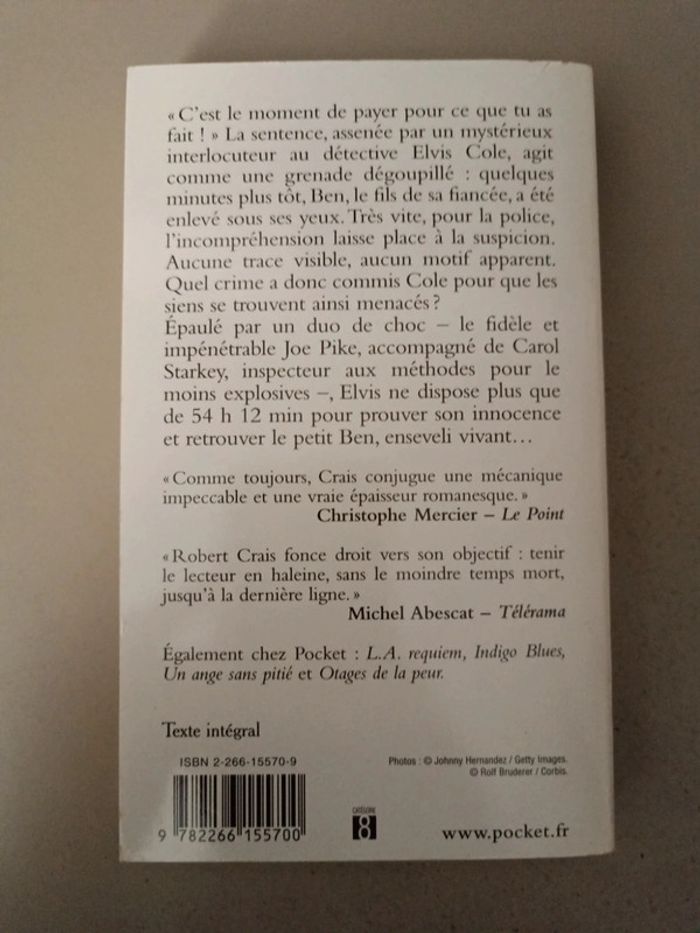 « C'est le moment de payer pour ce que tu as
fait ! » La sentence, assenée par un mystérieux
interlocuteur au détective Elvis Cole, agit
comme une grenade dégoupillé : quelques
minutes plus tôt, Ben, le fils de sa fiancée, a été
enlevé sous ses yeux. Très vite, pour la police,
l'incompréhension laisse place à la suspicion.
Aucune trace visible, aucun motif apparent.
Quel crime a donc commis Cole pour que les
siens se trouvent ainsi menacés ?
Épaulé par un duo de choc – le fidèle et
impénétrable Joe Pike, accompagné de Carol
Starkey, inspecteur aux méthodes pour le
moins explosives –, Elvis ne dispose plus que
de 54 h 12 min pour prouver son innocence
et retrouver le petit Ben, enseveli vivant…
« Comme toujours, Crais conjugue une mécanique
impeccable et une vraie épaisseur romanesque. »
Christophe Mercier – Le Point
« Robert Crais fonce droit vers son objectif : tenir
le lecteur en haleine, sans le moindre temps mort,
jusqu'à la dernière ligne. »
Michel Abescat – Télérama
Également chez Pocket : L.A. requiem, Indigo Blues,
Un ange sans pitié et Otages de la peur.
Texte intégral
ISBN 2-266-15570-9
Photos : © Johnny Hernandez / Getty Images.
© Rolf Bruderer / Corbis.
9 782266 155700
CATÉGORIE
8
www.pocket.fr